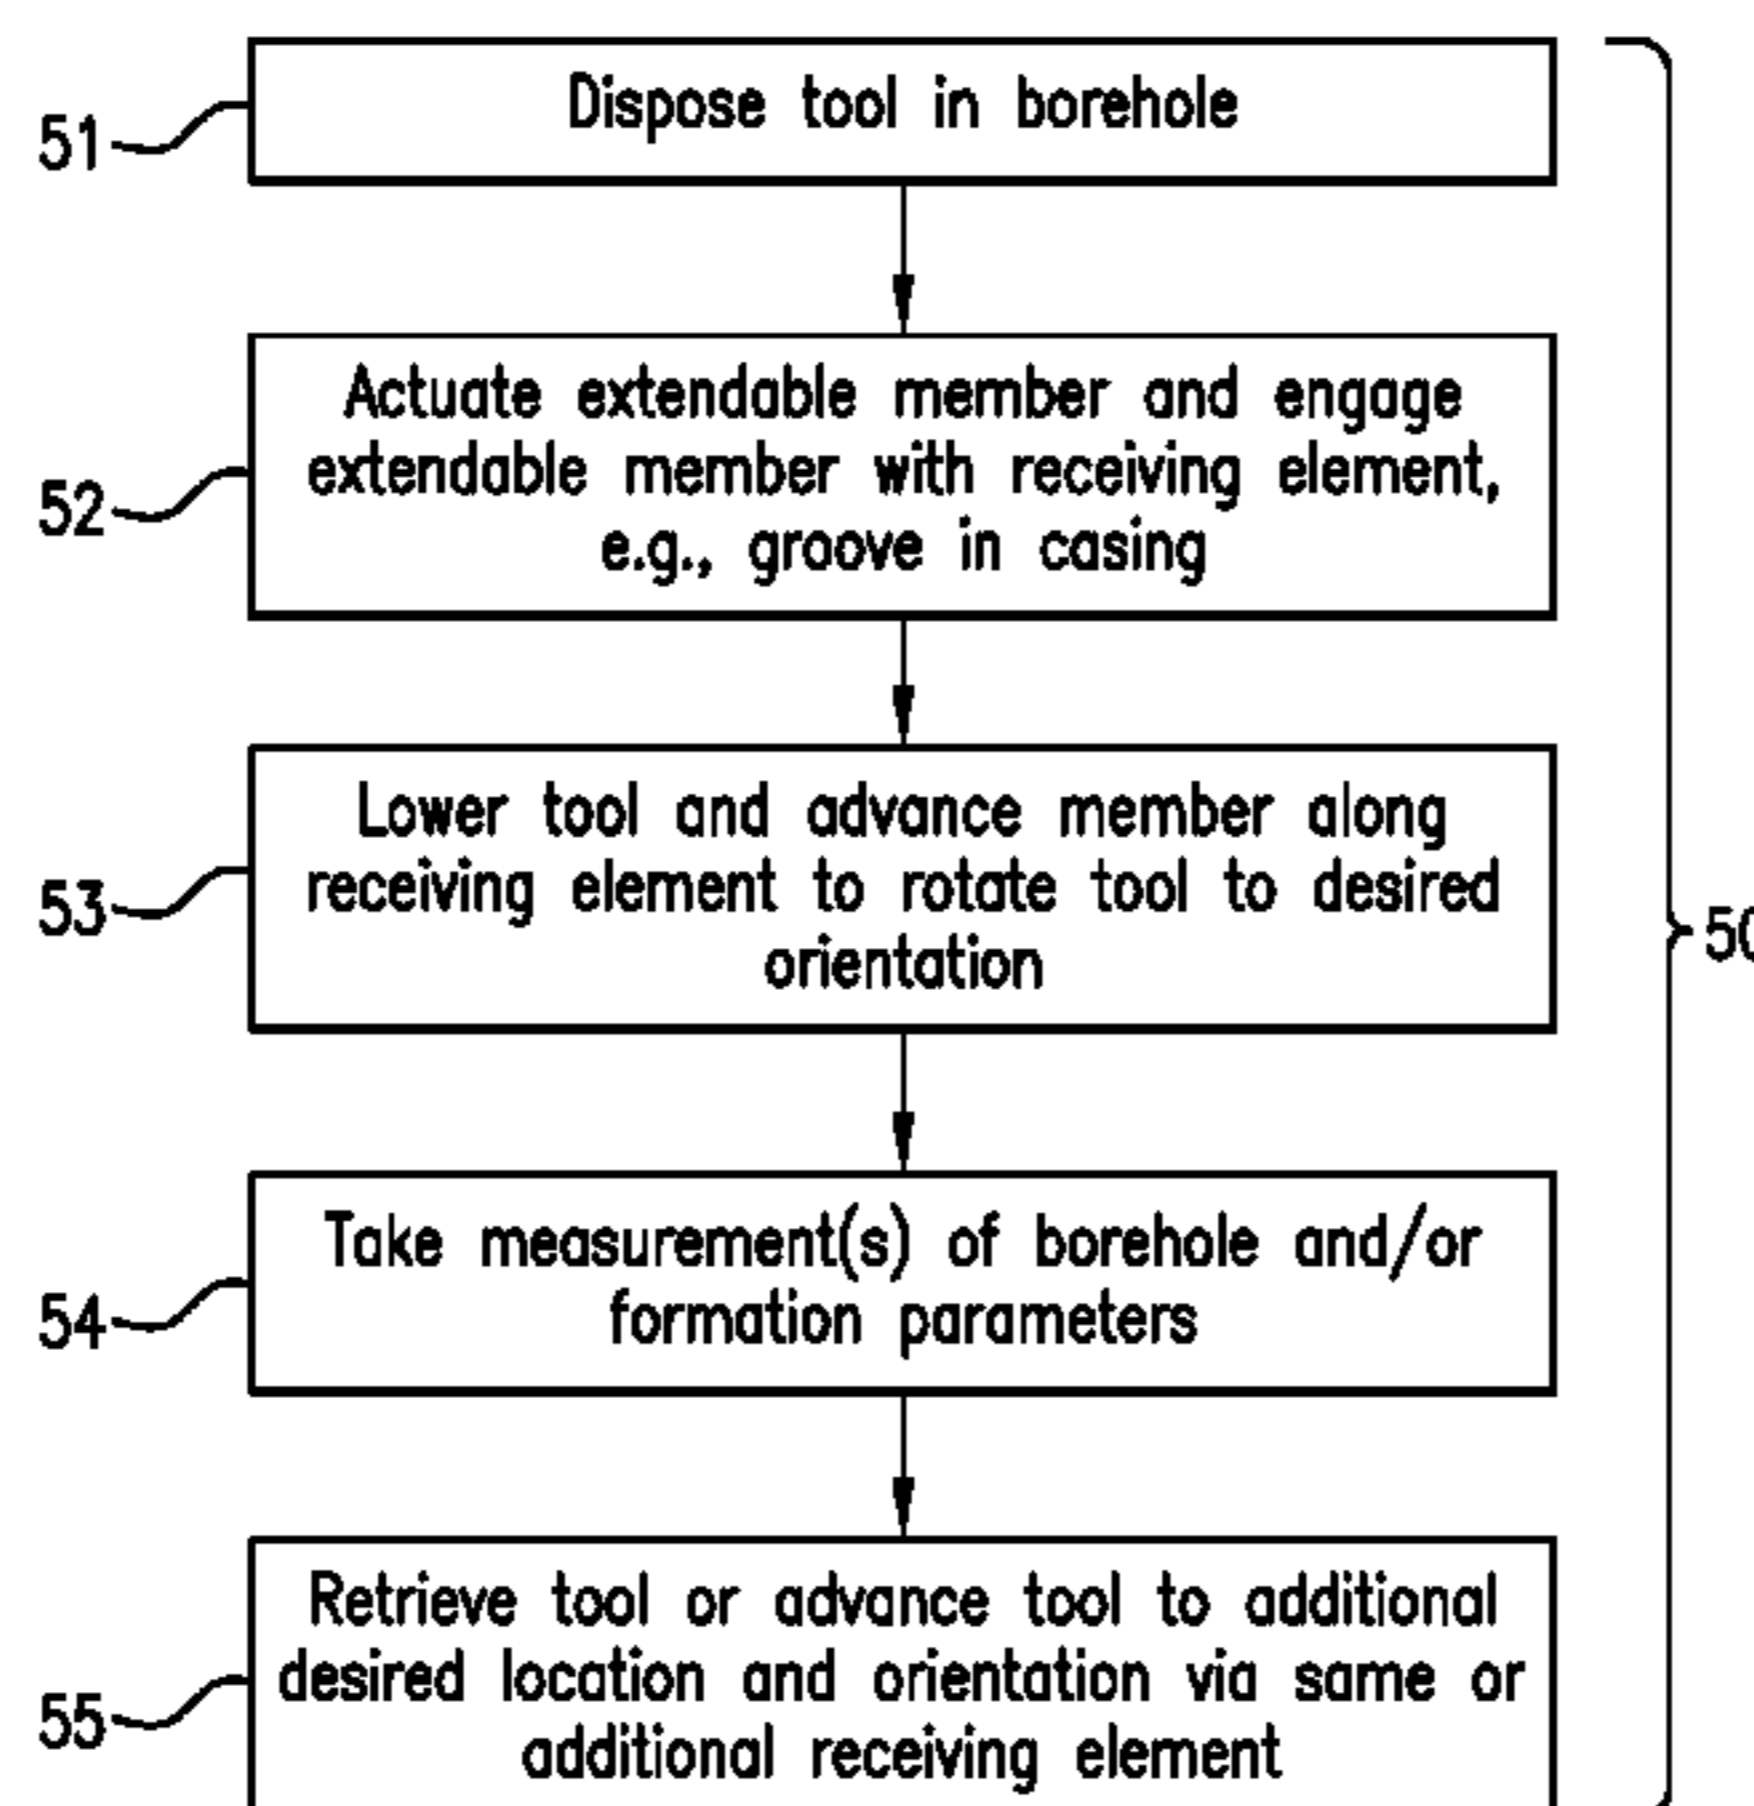 51
Dispose tool in borehole
52
Actuate extendable member and engage
extendable member with receiving element,
e.g., groove in casing
53
Lower tool and advance member along
receiving element to rotate tool to desired
orientation
50
54
Take measurement(s) of borehole and/or
formation parameters
55
Retrieve tool or advance tool to additional
desired location and orientation via same or
additional receiving element